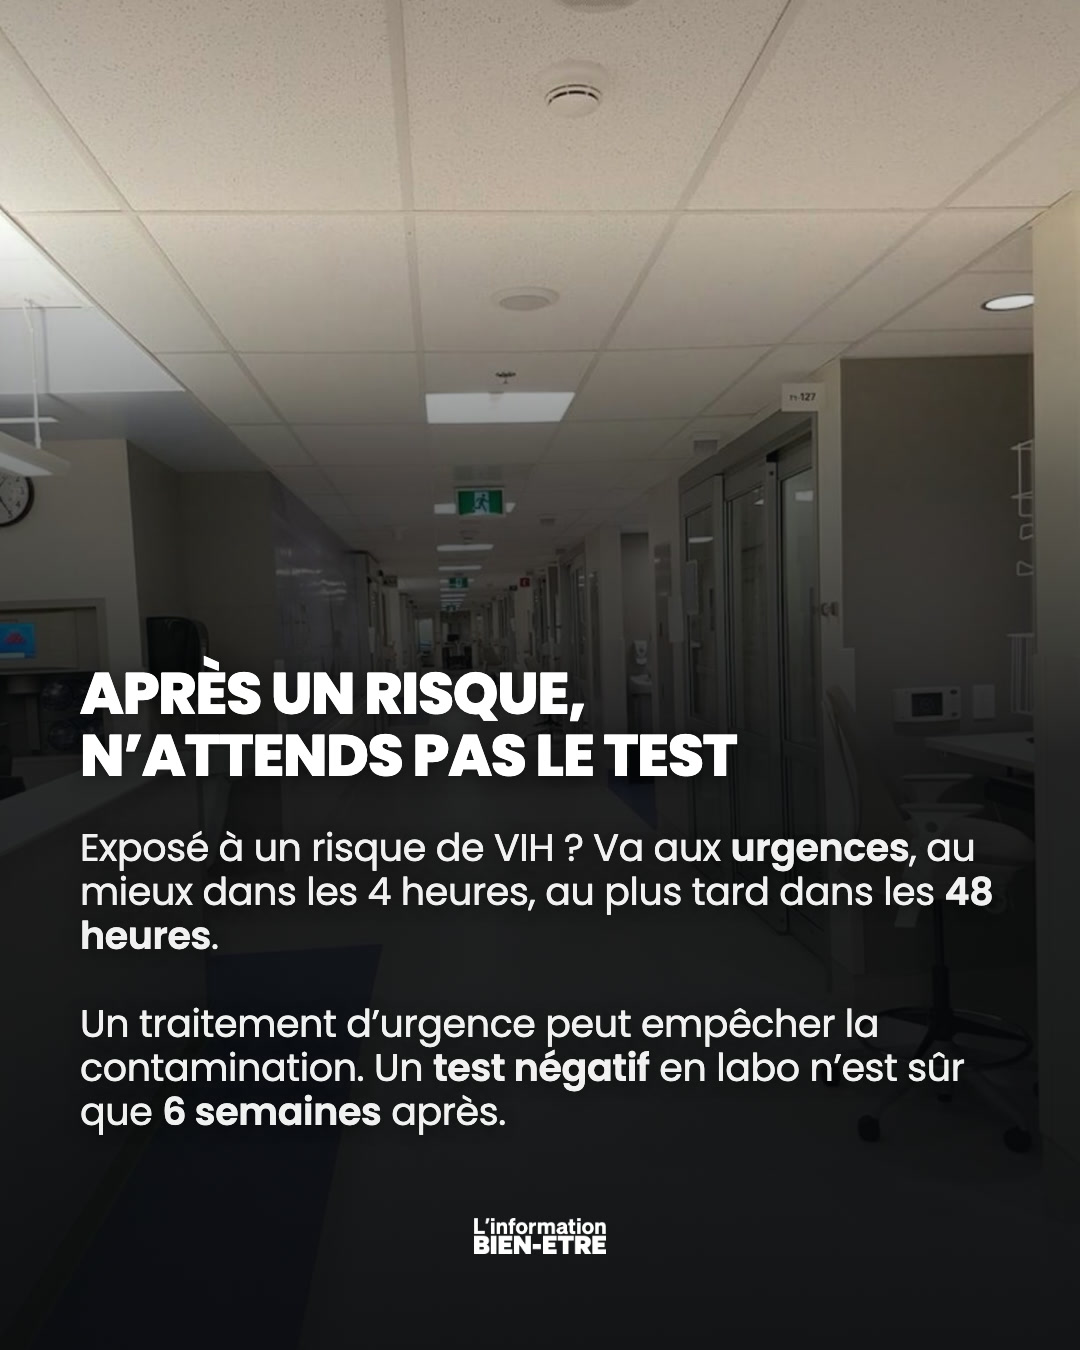 APRÈS UN RISQUE,
N’ATTENDS PAS LE TEST
Exposé à un risque de VIH ? Va aux urgences, au
mieux dans les 4 heures, au plus tard dans les 48
heures.
Un traitement d’urgence peut empêcher la
contamination. Un test négatif en labo n’est sûr
que 6 semaines après.
L’information
BIEN-ETRE